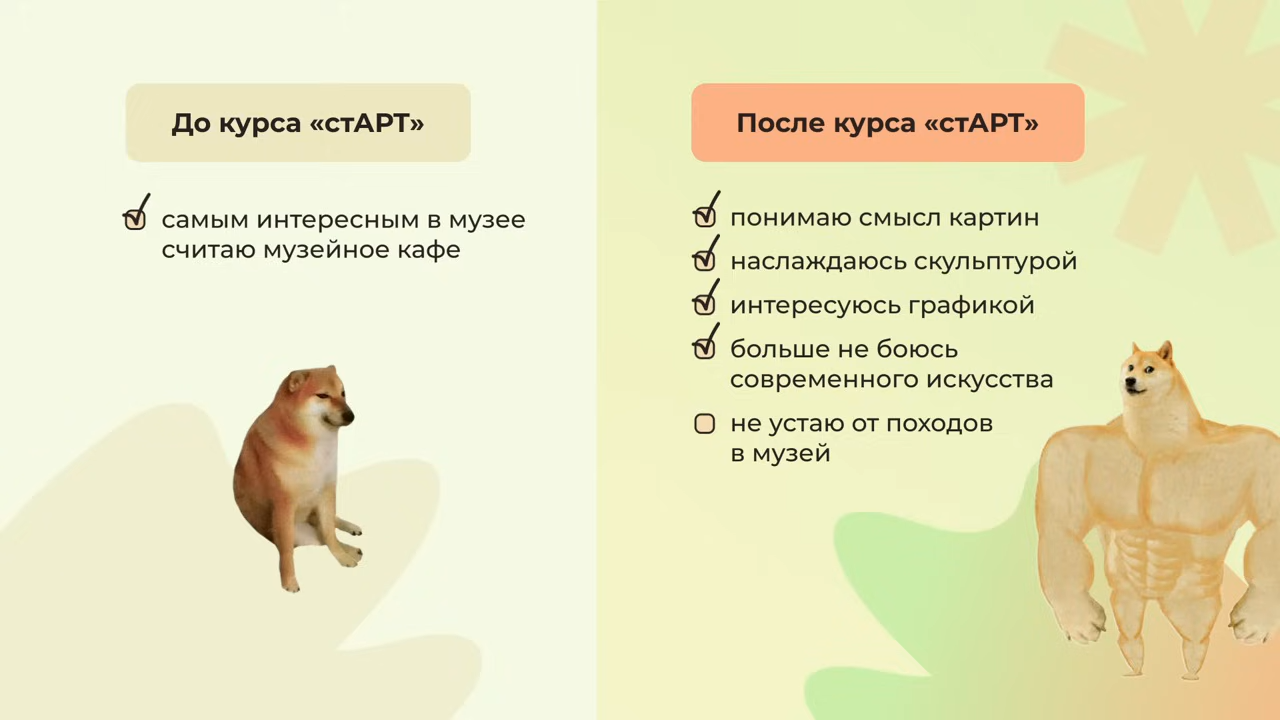 До курса «стАРТ»
самым интересным в музее
считаю музейное кафе
После курса «стАРТ»
понимаю смысл картин
наслаждаюсь скульптурой
интересуюсь графикой
больше не боюсь
современного искусства
не устаю от походов
в музей